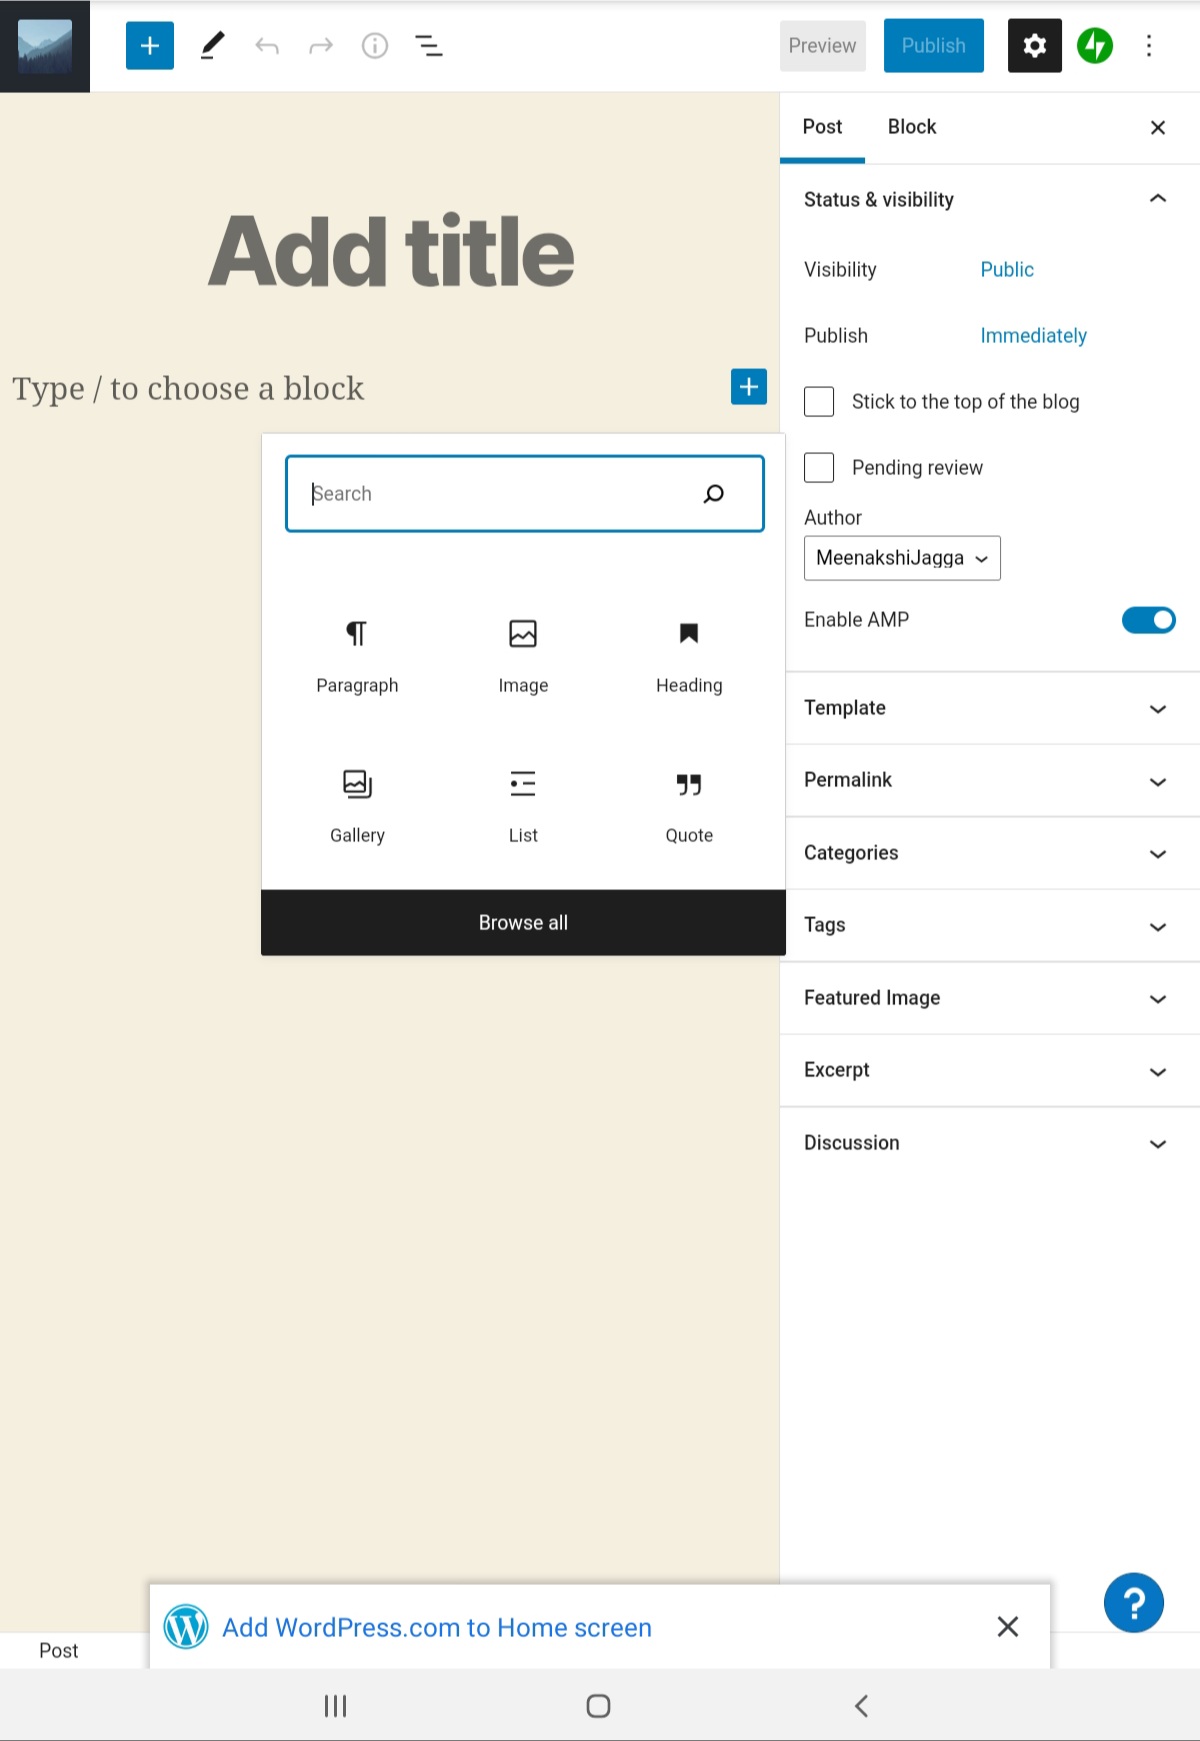 Preview
Publish
Post
Block
Add title
Type / to choose a block
Search
Paragraph
Image
Heading
Gallery
List
Quote
Browse all
Status & visibility
Visibility
Public
Publish
Immediately
Stick to the top of the blog
Pending review
Author
MeenakshiJagga
Enable AMP
Template
Permalink
Categories
Tags
Featured Image
Excerpt
Discussion
Add WordPress.com to Home screen
Post